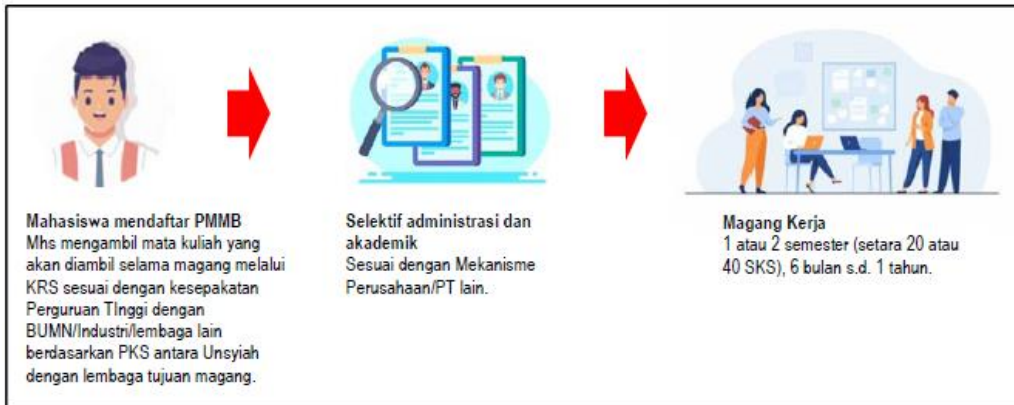 Mahasiswa mendaftar PMMB
Mhs mengambil mata kuliah yang
akan diambil selama magang melalui
KRS sesuai dengan kesepakatan
Perguruan TInggi dengan
BUMN/Industri/lembaga lain
berdasarkan PKS antara Unsyiah
dengan lembaga tujuan magang.
Selektif administrasi dan
akademik
Sesuai dengan Mekanisme
Perusahaan/PT lain.
Magang Kerja
1 atau 2 semester (setara 20 atau
40 SKS), 6 bulan s.d. 1 tahun.